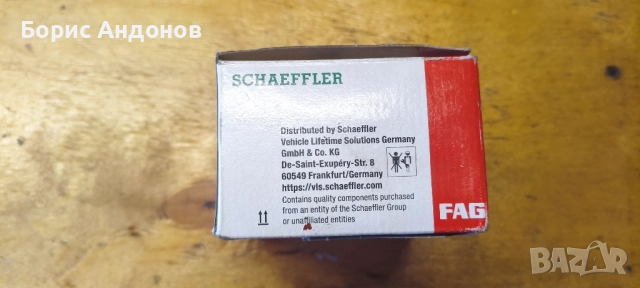 Борис Андонов
SCHAEFFLER
Distributed by Schaeffler
Vehicle Lifetime Solutions Germany
GmbH & Co. KG
De-Saint-Exupéry-Str. 8
60549 Frankfurt/Germany
https://vls.schaeffler.com
Contains quality components purchased
from an entity of the Schaeffler Group
or unaffiliated entities
FAG
BAZAR
bg